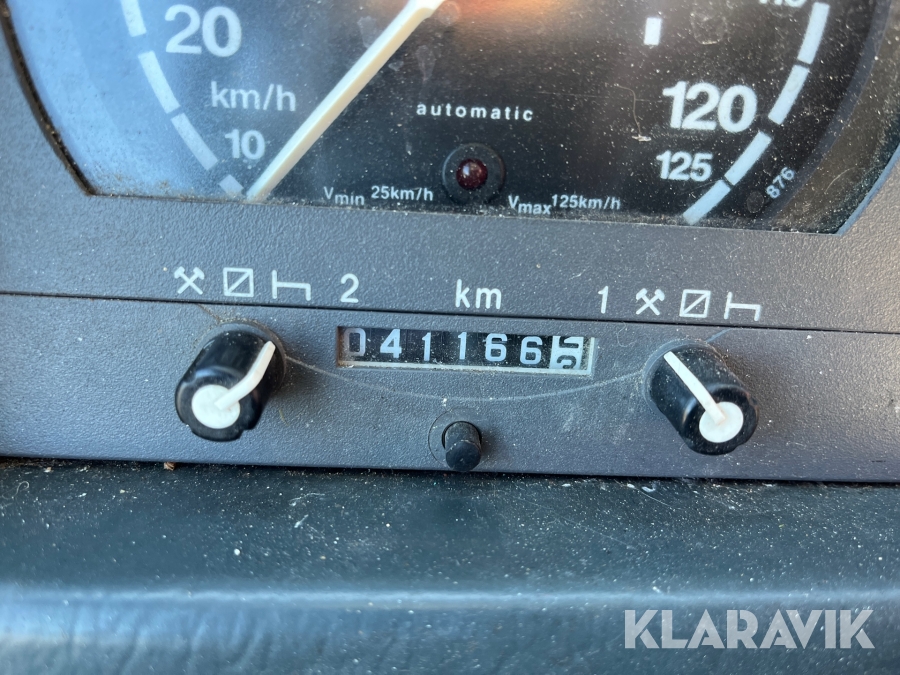 20
km/h
10
automatic
120
125
Vmin 25km/h
Vmax 125km/h
876
2 km 1
041166
KLARAVIK